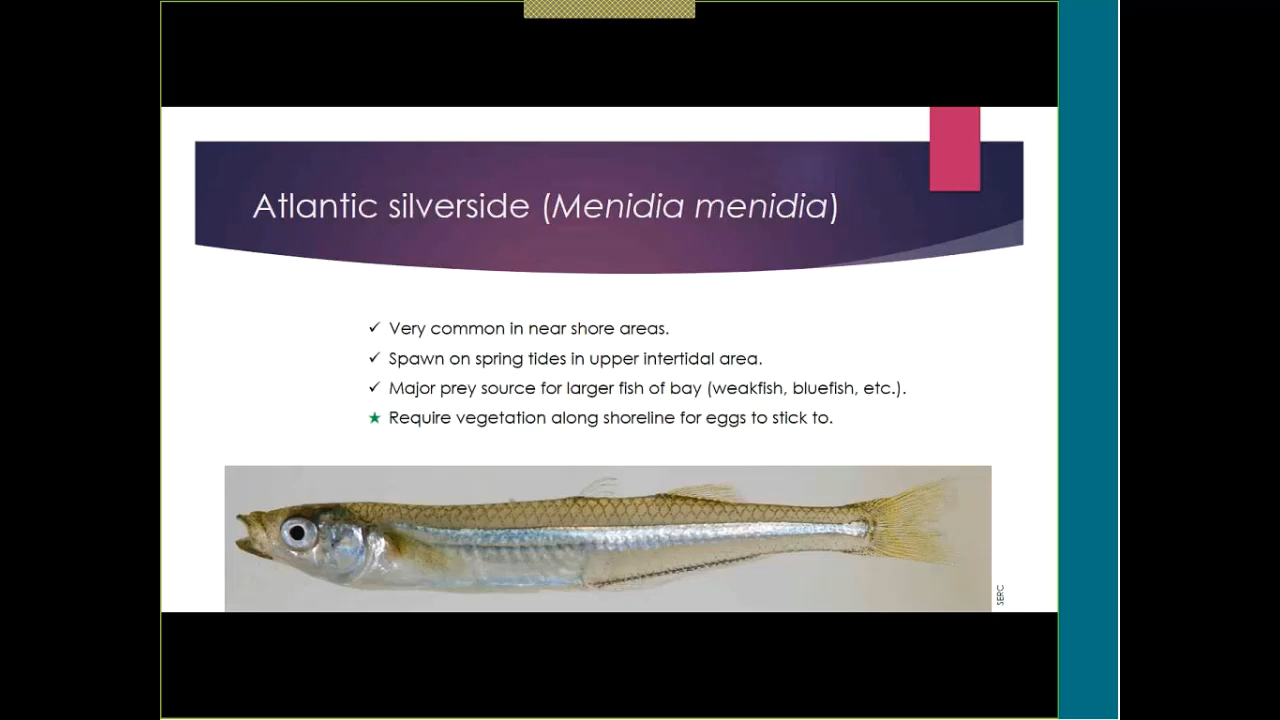 Atlantic silverside (Menidia menidia)
✓ Very common in near shore areas.
✓ Spawn on spring tides in upper intertidal area.
✓ Major prey source for larger fish of bay (weakfish, bluefish, etc.).
★ Require vegetation along shoreline for eggs to stick to.
SERC